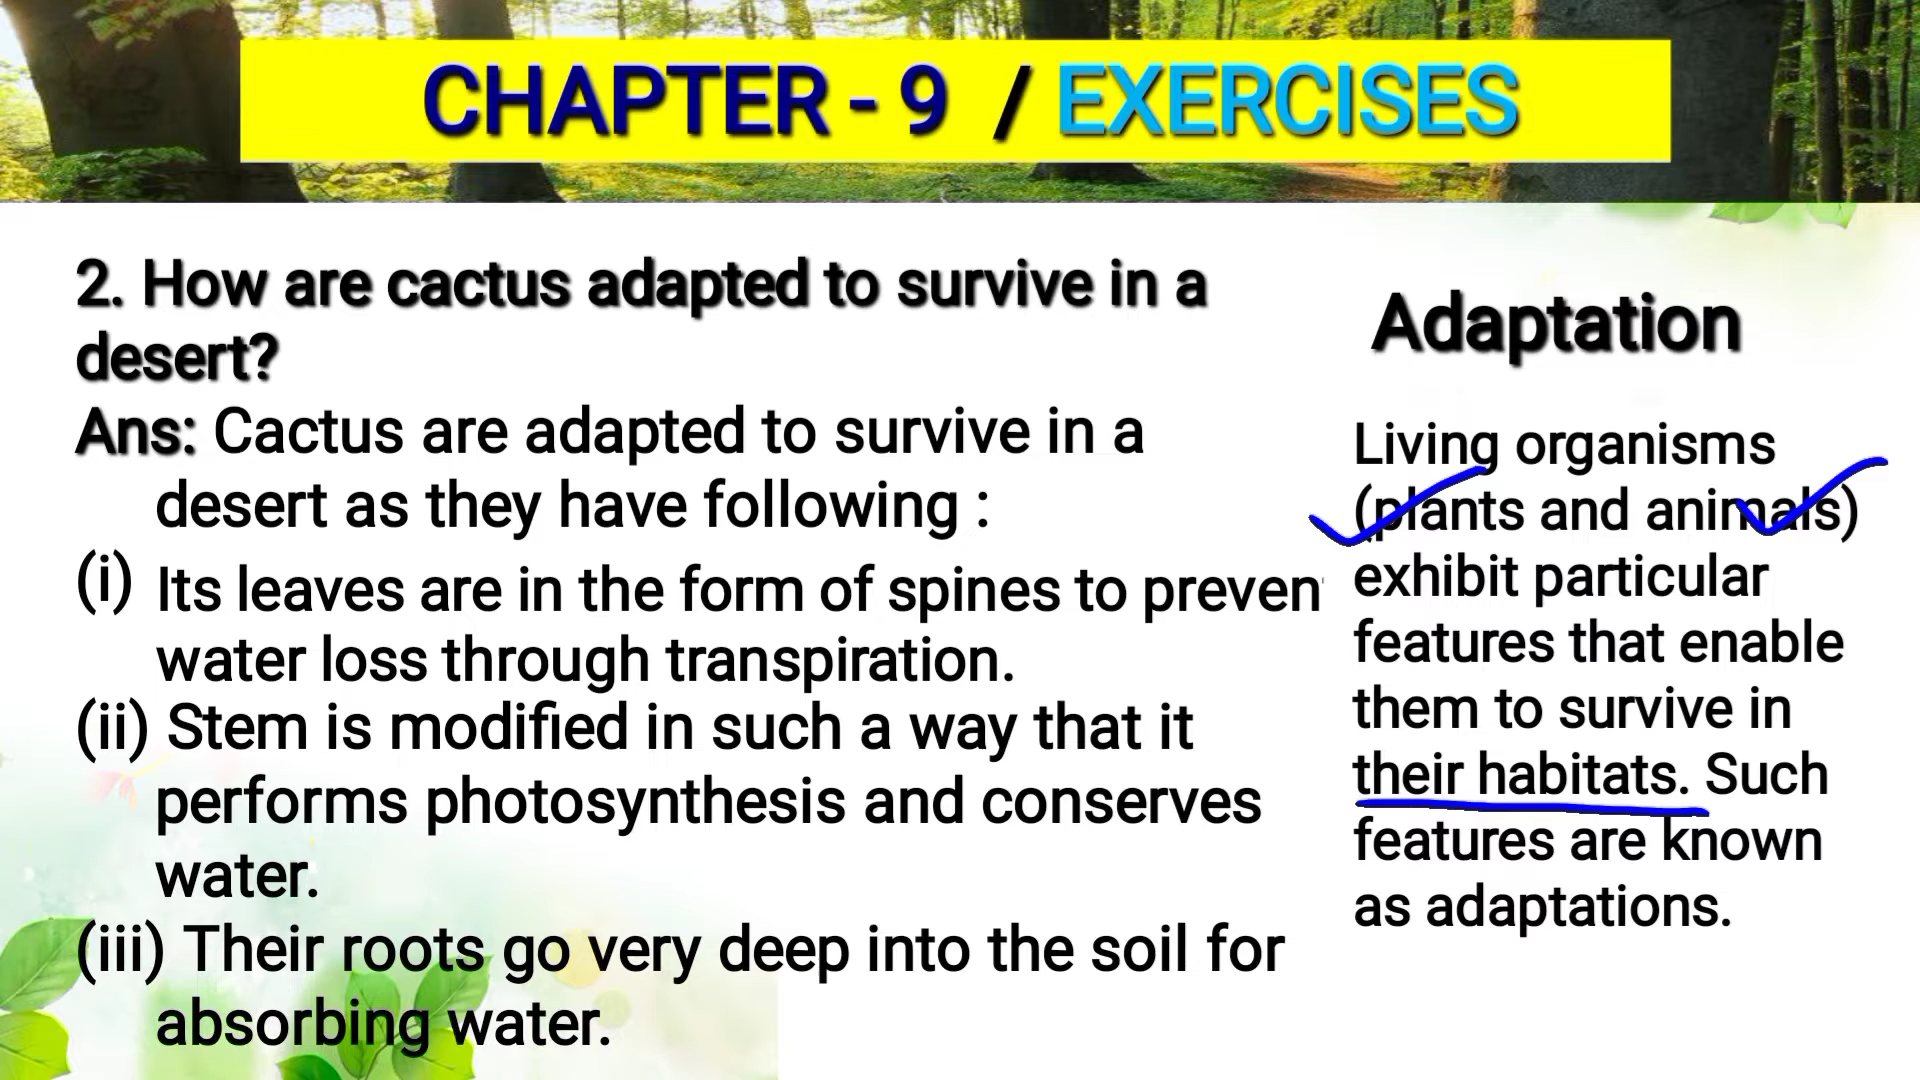 CHAPTER - 9 / EXERCISES
2. How are cactus adapted to survive in a
desert?
Ans: Cactus are adapted to survive in a
desert as they have following :
(i) Its leaves are in the form of spines to preven
water loss through transpiration.
(ii) Stem is modified in such a way that it
performs photosynthesis and conserves
water.
(iii) Their roots go very deep into the soil for
absorbing water.
Adaptation
Living organisms
(plants and animals)
exhibit particular
features that enable
them to survive in
their habitats. Such
features are known
as adaptations.